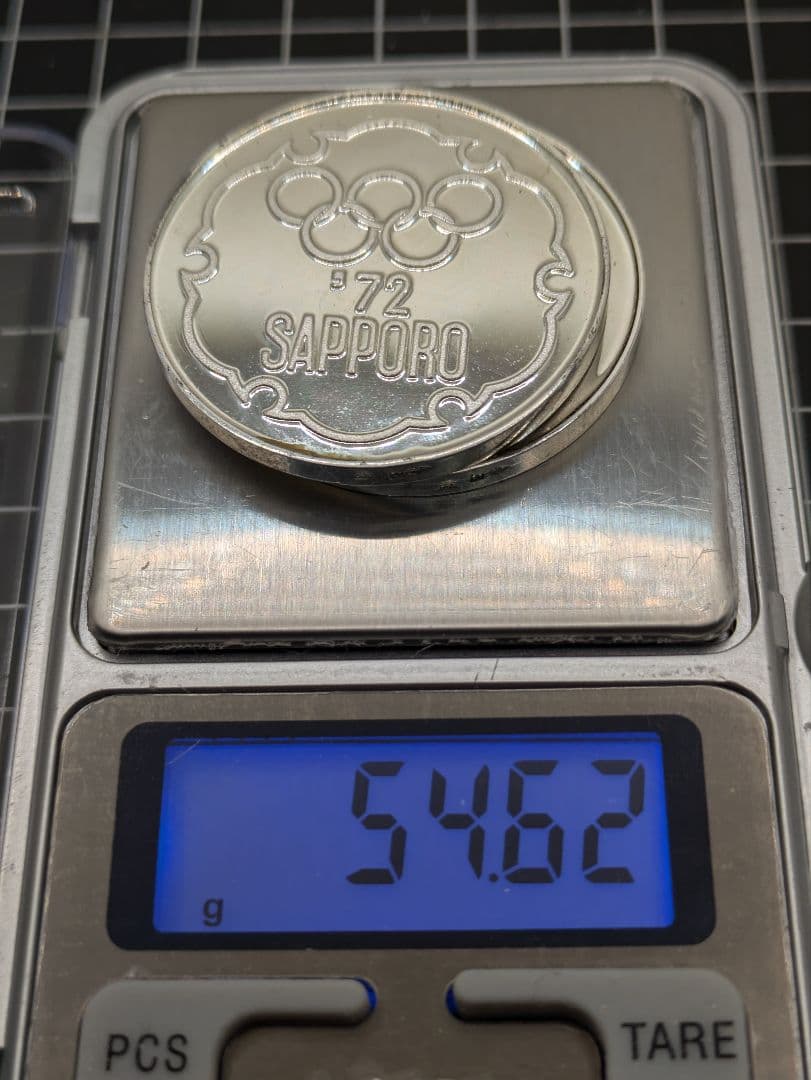 '72
SAPPORO
54.62
g
PCS
TARE